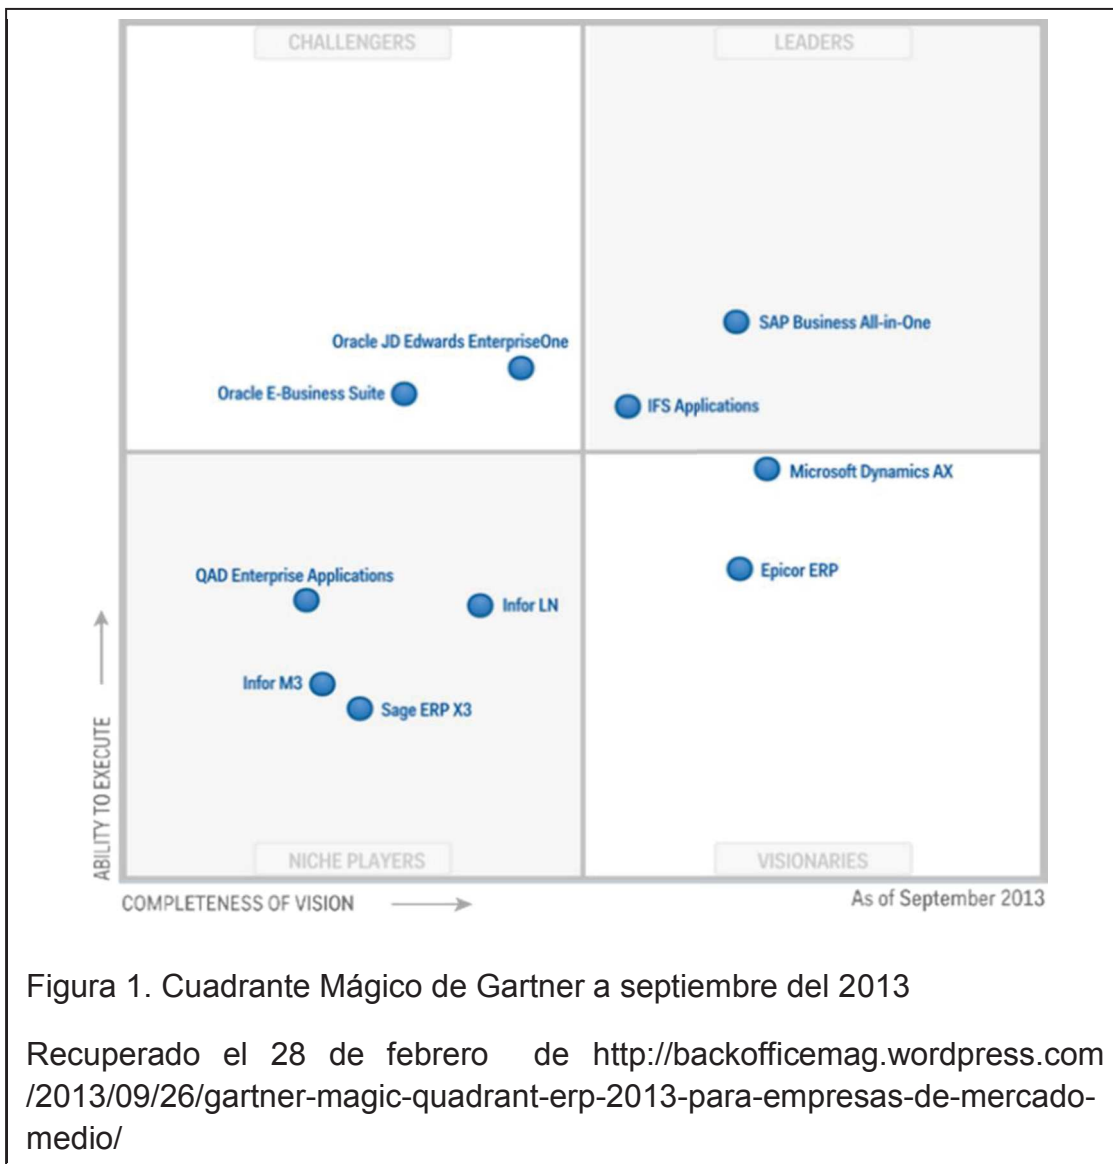 CHALLENGERS
LEADERS
SAP Business All-in-One
Oracle JD Edwards EnterpriseOne
Oracle E-Business Suite
IFS Applications
Microsoft Dynamics AX
Epicor ERP
QAD Enterprise Applications
Infor LN
Infor M3
Sage ERP X3
ABILITY TO EXECUTE
NICHE PLAYERS
VISIONARIES
COMPLETENESS OF VISION
As of September 2013
Figura 1. Cuadrante Mágico de Gartner a septiembre del 2013
Recuperado el 28 de febrero de http://backofficemag.wordpress.com
/2013/09/26/gartner-magic-quadrant-erp-2013-para-empresas-de-mercado-
medio/